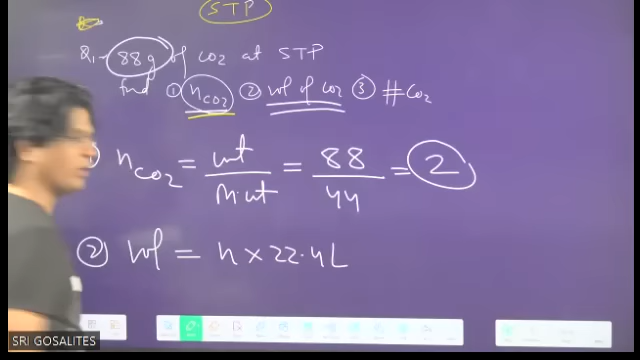 STP
Q1- 88g of CO2 at STP
find ① nCO2 ② vol of CO2 ③ #CO2
1) nCO2 = wt / M.wt = 88 / 44 = 2
② Vol = n × 22.4L
SRI GOSALITES